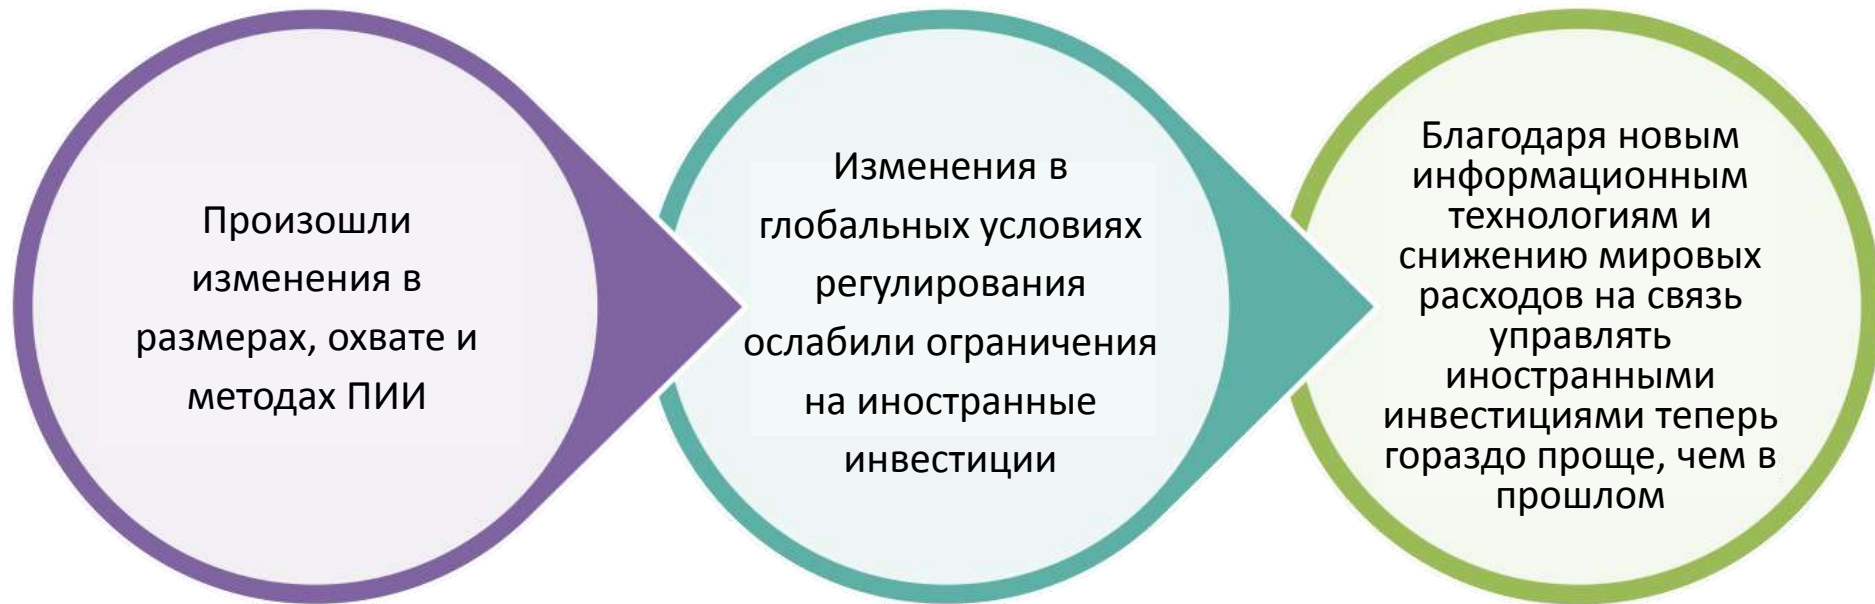 Произошли
изменения в
размерах, охвате и
методах ПИИ
Изменения в
глобальных условиях
регулирования
ослабили ограничения
на иностранные
инвестиции
Благодаря новым
информационным
технологиям и
снижению мировых
расходов на связь
управлять
иностранными
инвестициями теперь
гораздо проще, чем в
прошлом